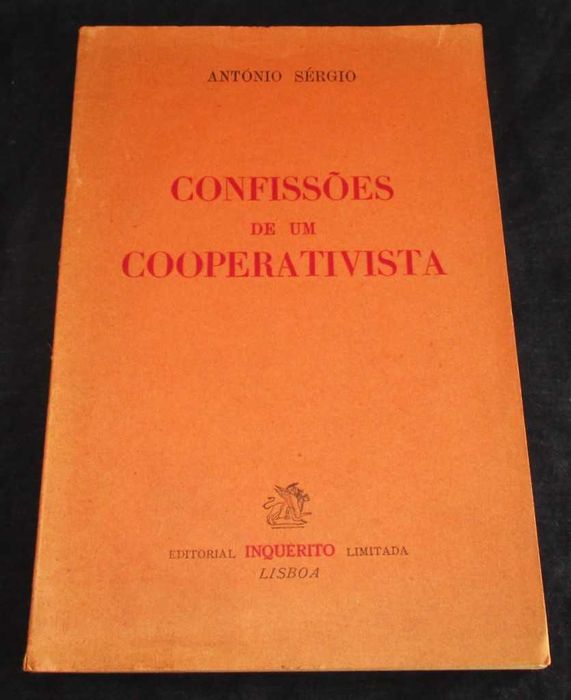 ANTÓNIO SÉRGIO
CONFISSÕES
DE UM
COOPERATIVISTA
EDITORIAL INQUÉRITO LIMITADA
LISBOA